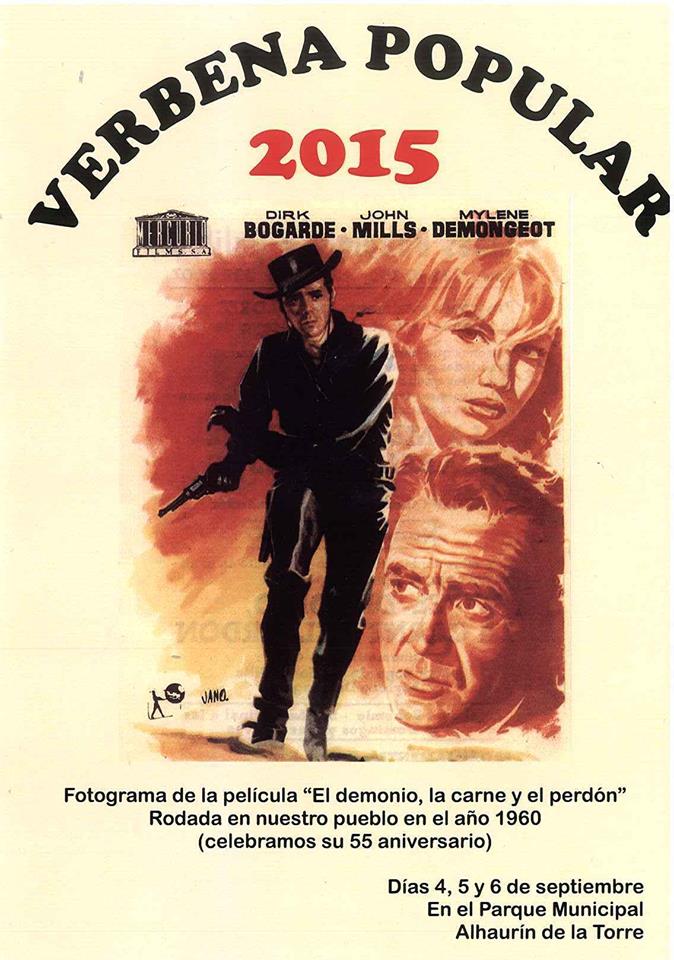 VERBENA POPULAR
2015
MERCURIO
FILMS, S.A.
DIRK JOHN MYLENE
BOGARDE · MILLS · DEMONGEOT
JANO.
Fotograma de la película “El demonio, la carne y el perdón”
Rodada en nuestro pueblo en el año 1960
(celebramos su 55 aniversario)
Días 4, 5 y 6 de septiembre
En el Parque Municipal
Alhaurín de la Torre